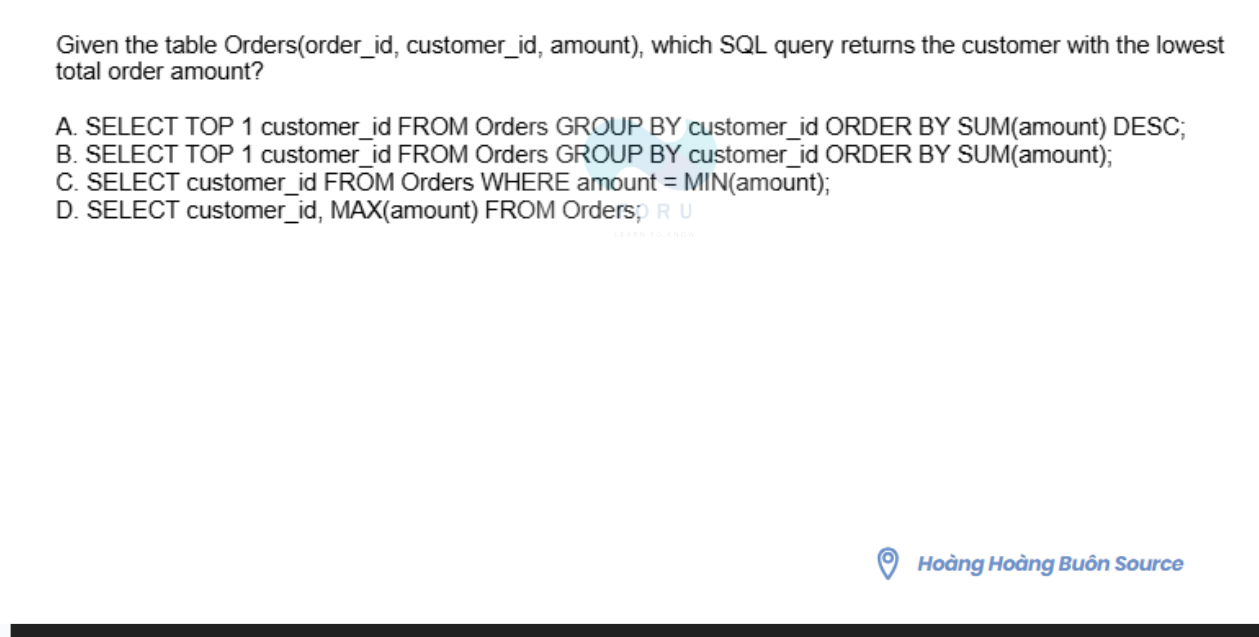 Given the table Orders(order_id, customer_id, amount), which SQL query returns the customer with the lowest
total order amount?
A. SELECT TOP 1 customer_id FROM Orders GROUP BY customer_id ORDER BY SUM(amount) DESC;
B. SELECT TOP 1 customer_id FROM Orders GROUP BY customer_id ORDER BY SUM(amount);
C. SELECT customer_id FROM Orders WHERE amount = MIN(amount);
D. SELECT customer_id, MAX(amount) FROM Orders;
Hoàng Hoàng Buôn Source